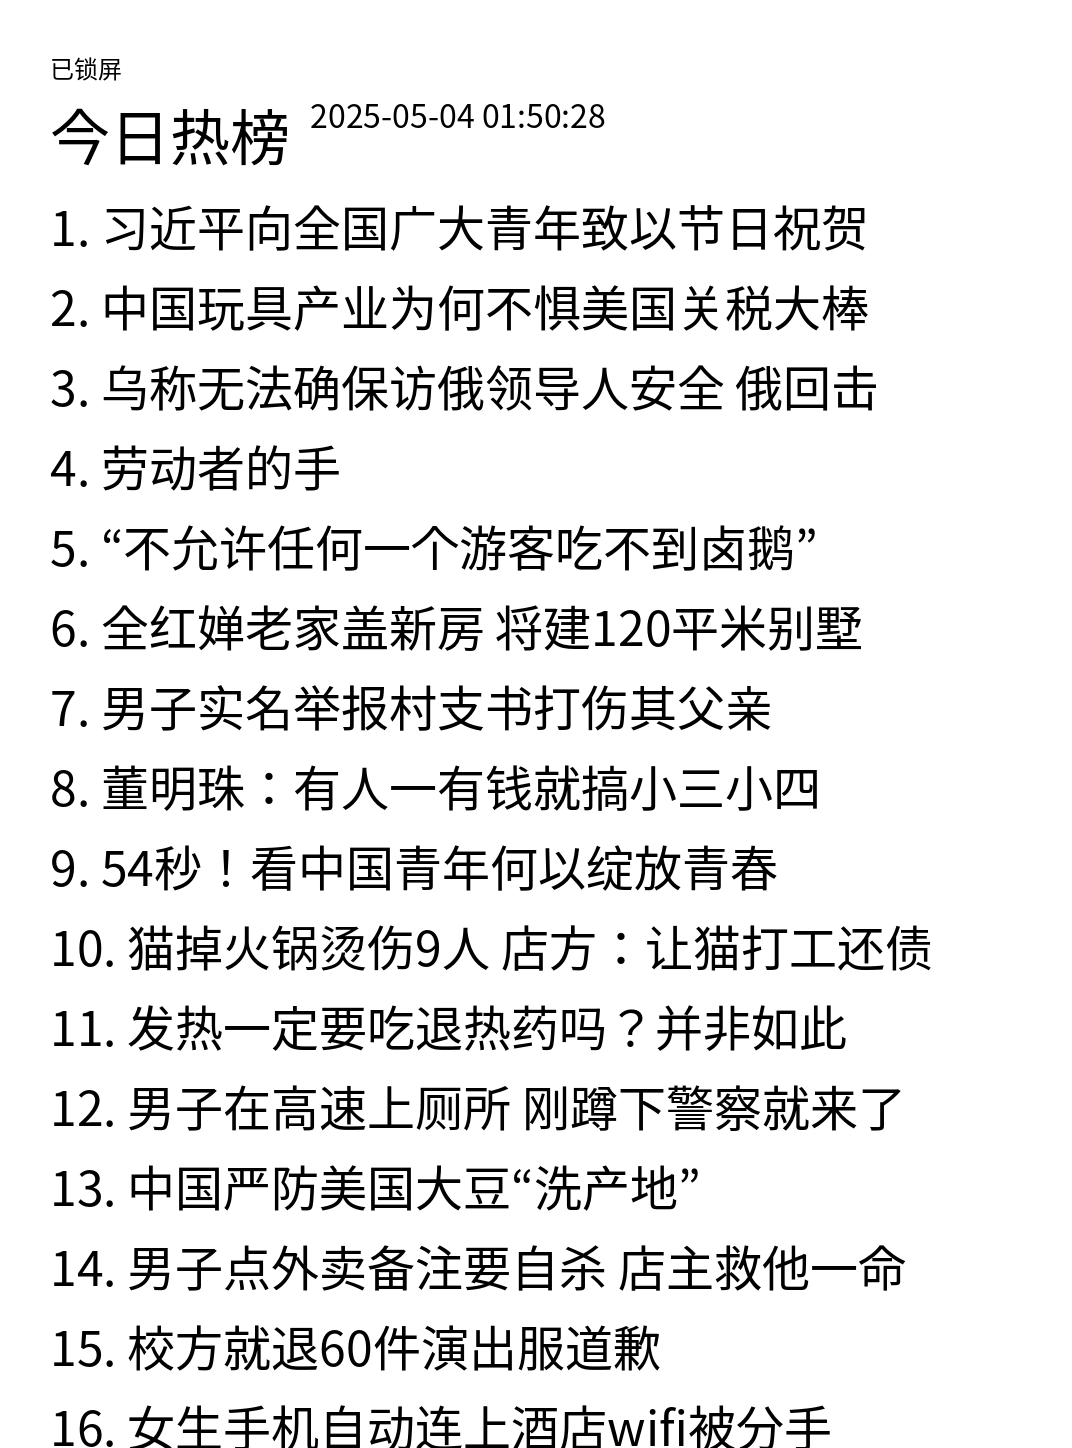 已锁屏
今日热榜 2025-05-04 01:50:28
1. 习近平向全国广大青年致以节日祝贺
2. 中国玩具产业为何不惧美国关税大棒
3. 乌称无法确保访俄领导人安全 俄回击
4. 劳动者的手
5. “不允许任何一个游客吃不到卤鹅”
6. 全红婵老家盖新房 将建120平米别墅
7. 男子实名举报村支书打伤其父亲
8. 董明珠：有人一有钱就搞小三小四
9. 54秒！看中国青年何以绽放青春
10. 猫掉火锅烫伤9人 店方：让猫打工还债
11. 发热一定要吃退热药吗？并非如此
12. 男子在高速上厕所 刚蹲下警察就来了
13. 中国严防美国大豆“洗产地”
14. 男子点外卖备注要自杀 店主救他一命
15. 校方就退60件演出服道歉
16. 女生手机自动连上酒店wifi被分手